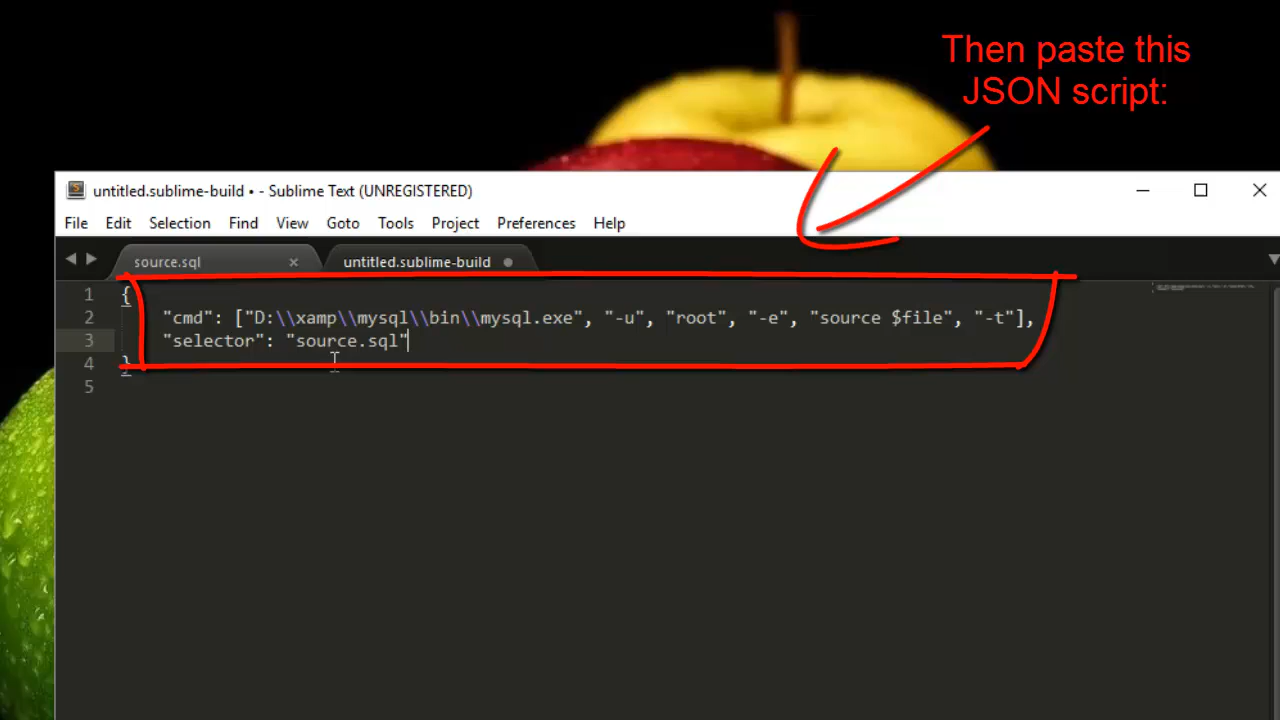 Then paste this
JSON script:
untitled.sublime-build • - Sublime Text (UNREGISTERED)
File Edit Selection Find View Goto Tools Project Preferences Help
source.sql × untitled.sublime-build
1 {
2 "cmd": ["D:\\xamp\\mysql\\bin\\mysql.exe", "-u", "root", "-e", "source $file", "-t"],
3 "selector": "source.sql"
4 }
5